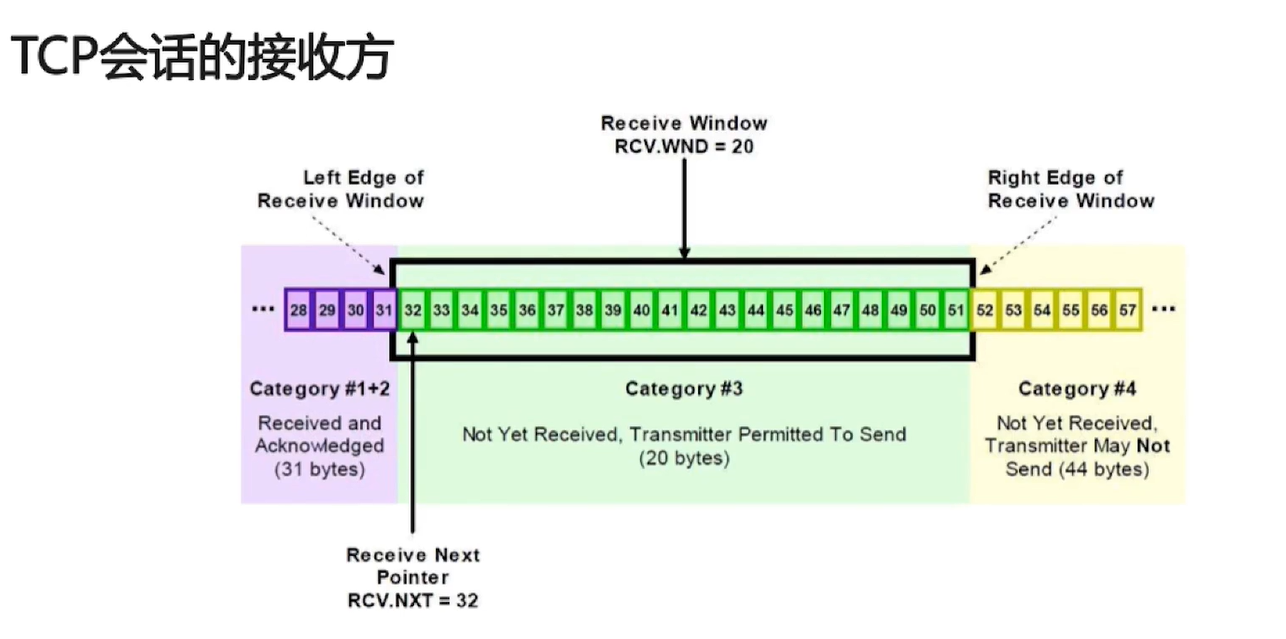 TCP会话的接收方
Receive Window
RCV.WND = 20
Left Edge of
Receive Window
Right Edge of
Receive Window
... 28 29 30 31 32 33 34 35 36 37 38 39 40 41 42 43 44 45 46 47 48 49 50 51 52 53 54 55 56 57 ...
Category #1+2
Received and
Acknowledged
(31 bytes)
Category #3
Not Yet Received, Transmitter Permitted To Send
(20 bytes)
Category #4
Not Yet Received,
Transmitter May Not
Send (44 bytes)
Receive Next
Pointer
RCV.NXT = 32